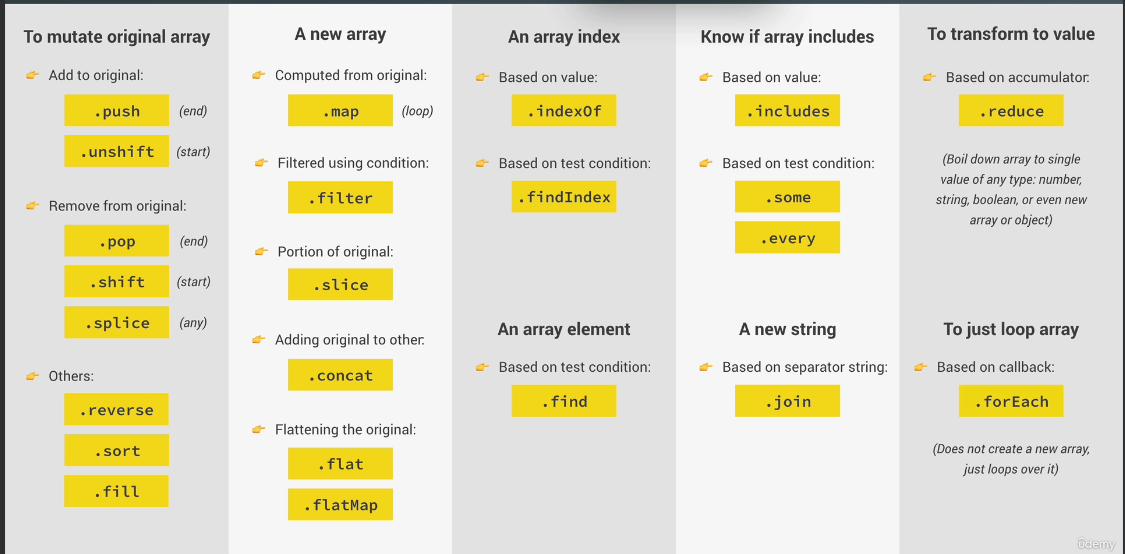 To mutate original array
Add to original:
.push (end)
.unshift (start)
Remove from original:
.pop (end)
.shift (start)
.splice (any)
Others:
.reverse
.sort
.fill
A new array
Computed from original:
.map (loop)
Filtered using condition:
.filter
Portion of original:
.slice
Adding original to other:
.concat
Flattening the original:
.flat
.flatMap
An array index
Based on value:
.indexOf
Based on test condition:
.findIndex
An array element
Based on test condition:
.find
Know if array includes
Based on value:
.includes
Based on test condition:
.some
.every
A new string
Based on separator string:
.join
To transform to value
Based on accumulator:
.reduce
(Boil down array to single
value of any type: number,
string, boolean, or even new
array or object)
To just loop array
Based on callback:
.forEach
(Does not create a new array,
just loops over it)
ûdemy